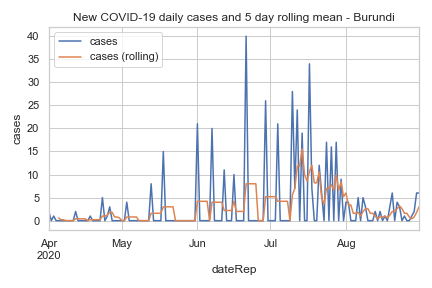 New COVID-19 daily cases and 5 day rolling mean - Burundi
cases
cases (rolling)
40
35
30
25
20
15
10
5
0
cases
Apr
2020
May
Jun
Jul
Aug
dateRep